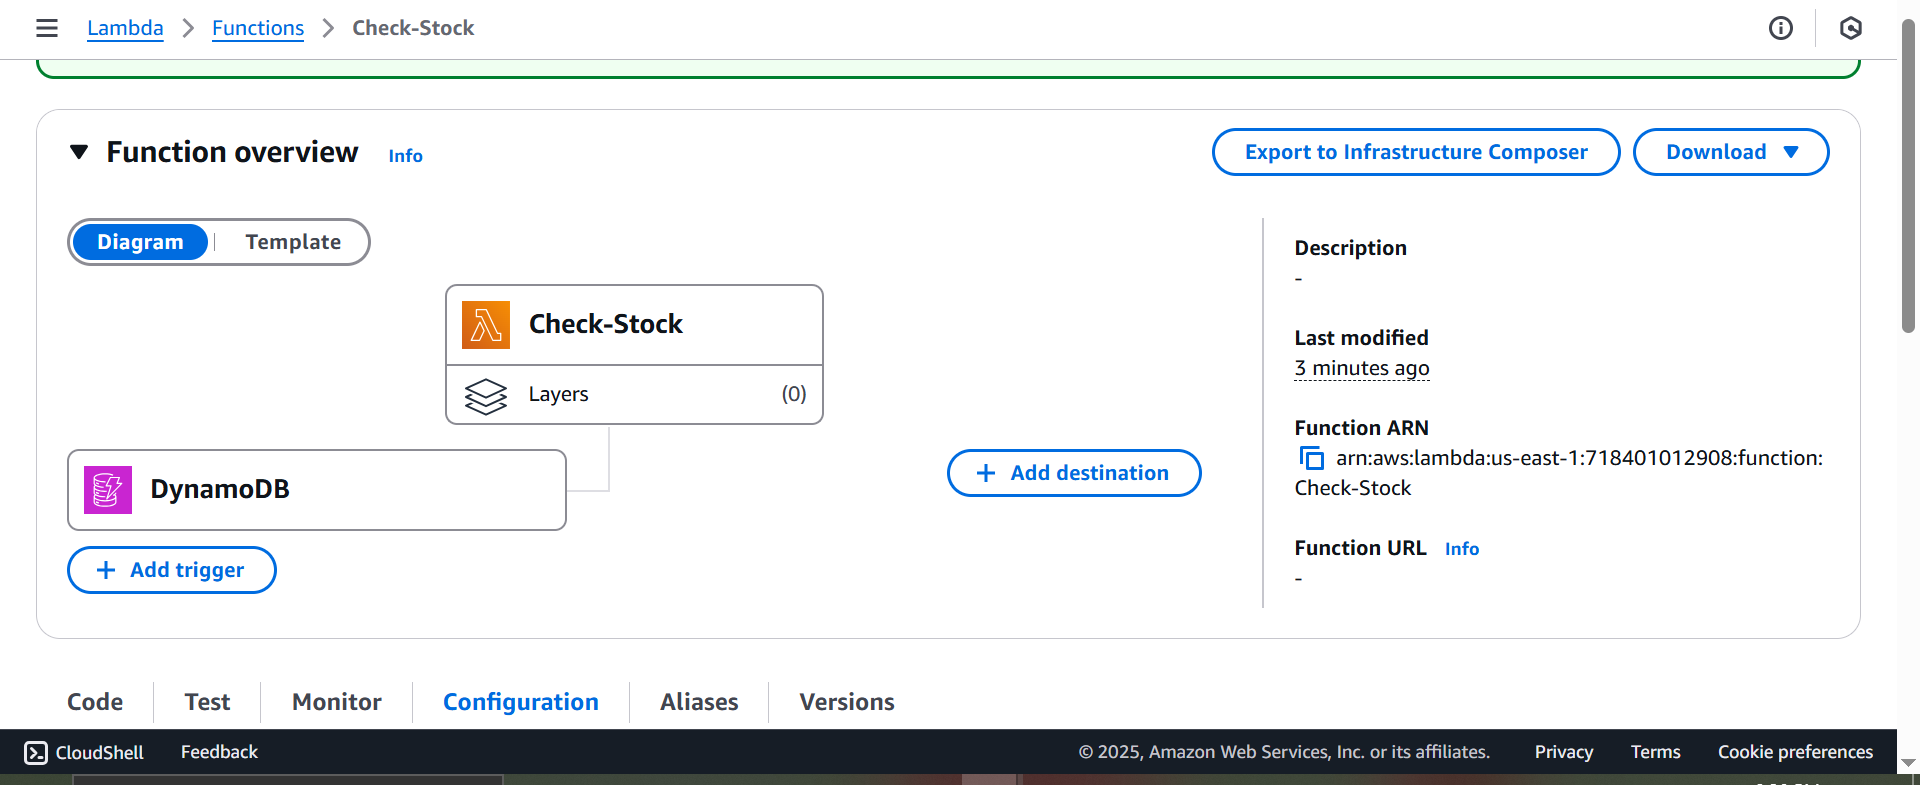 Lambda > Functions > Check-Stock
Function overview Info
Export to Infrastructure Composer
Download
Diagram | Template
Check-Stock
Layers (0)
DynamoDB
+ Add trigger
+ Add destination
Description
-
Last modified
3 minutes ago
Function ARN
arn:aws:lambda:us-east-1:718401012908:function:
Check-Stock
Function URL Info
-
Code
Test
Monitor
Configuration
Aliases
Versions
CloudShell Feedback © 2025, Amazon Web Services, Inc. or its affiliates. Privacy Terms Cookie preferences